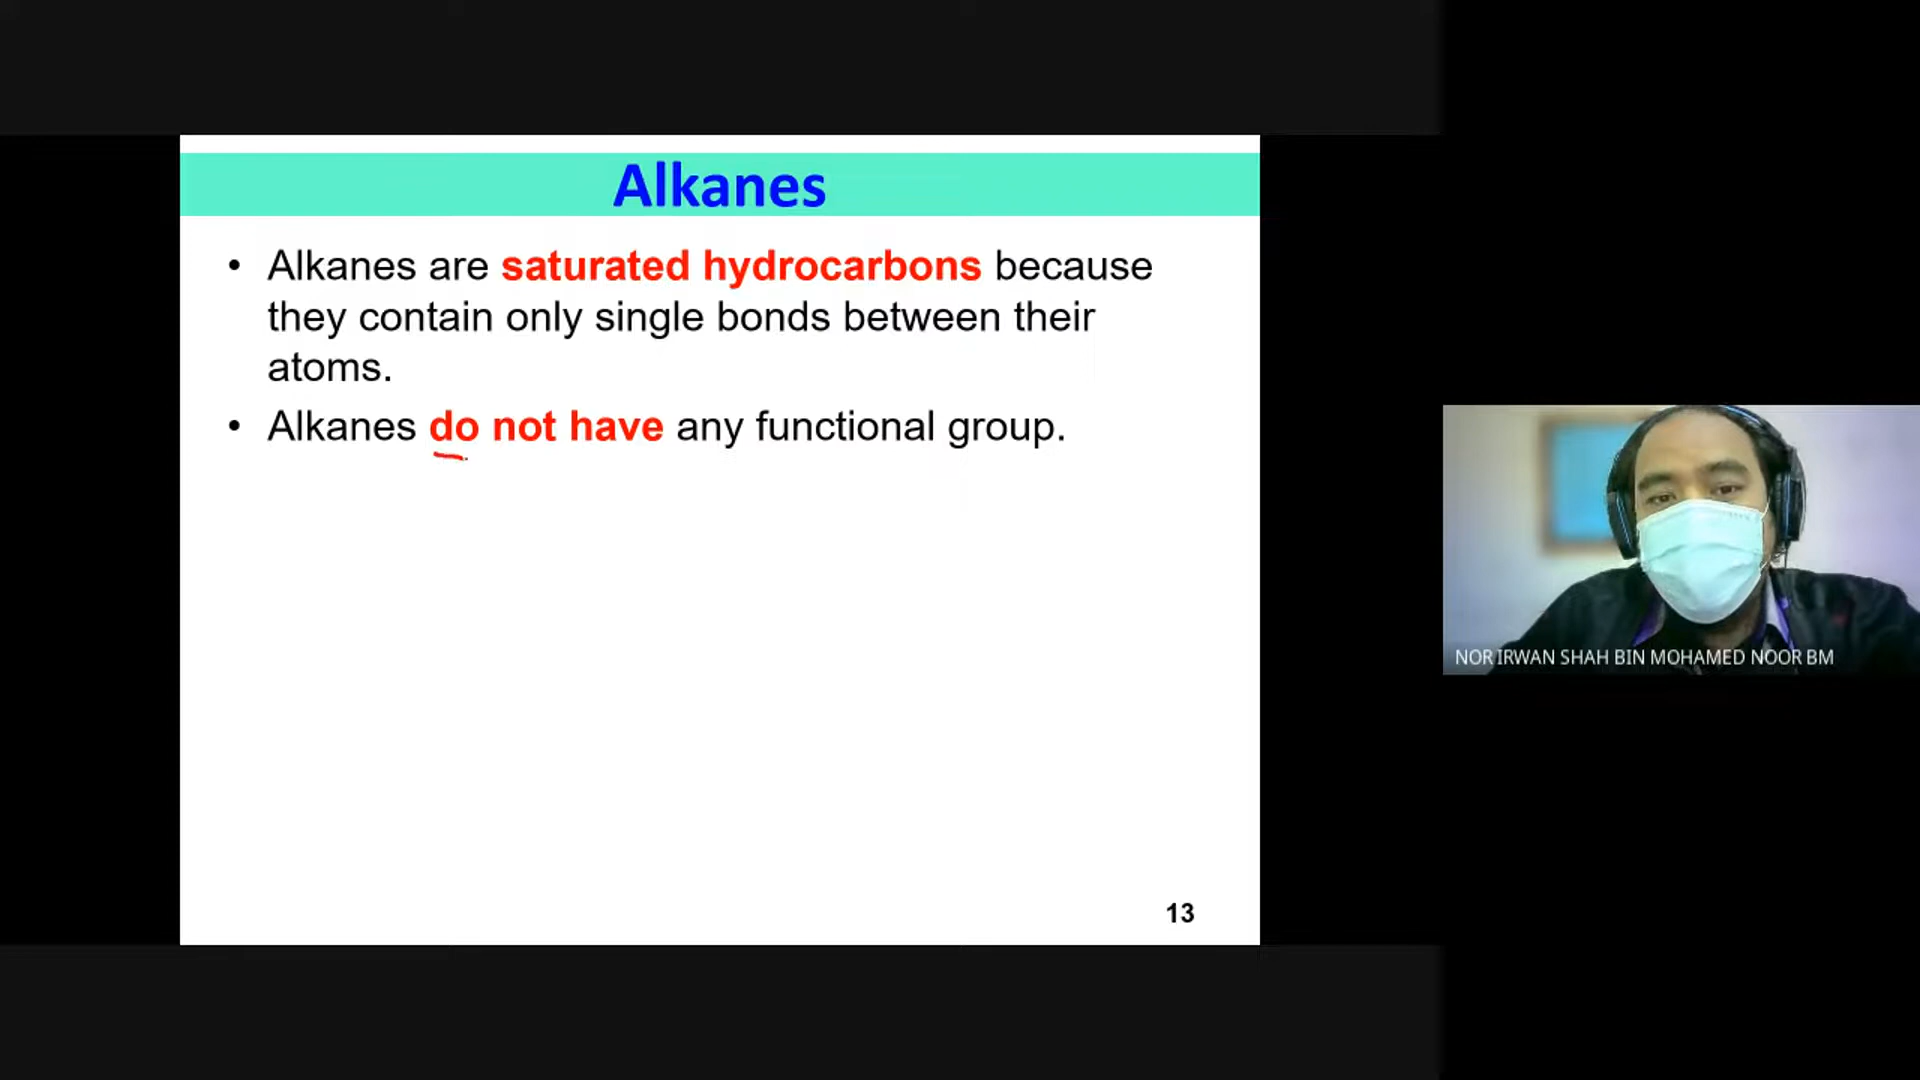 Alkanes
• Alkanes are saturated hydrocarbons because
they contain only single bonds between their
atoms.
• Alkanes do not have any functional group.
13
NOR IRWAN SHAH BIN MOHAMED NOOR BM